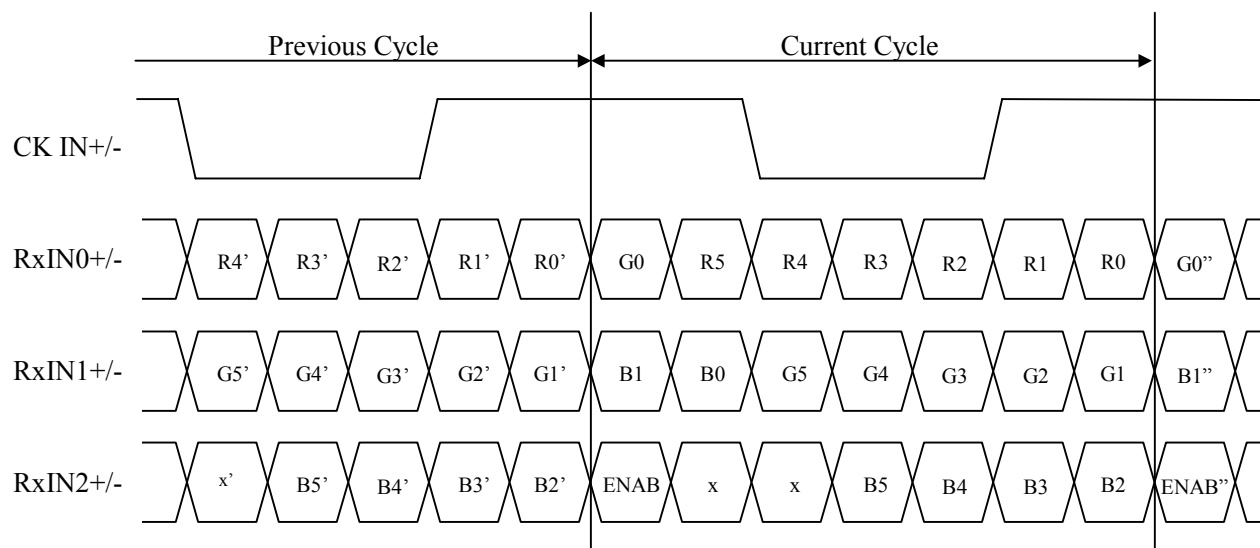 Previous Cycle Current Cycle
CK IN+/-
RxIN0+/- R4’ R3’ R2’ R1’ R0’ G0 R5 R4 R3 R2 R1 R0 G0”
RxIN1+/- G5’ G4’ G3’ G2’ G1’ B1 B0 G5 G4 G3 G2 G1 B1”
RxIN2+/- x’ B5’ B4’ B3’ B2’ ENAB x x B5 B4 B3 B2 ENAB”